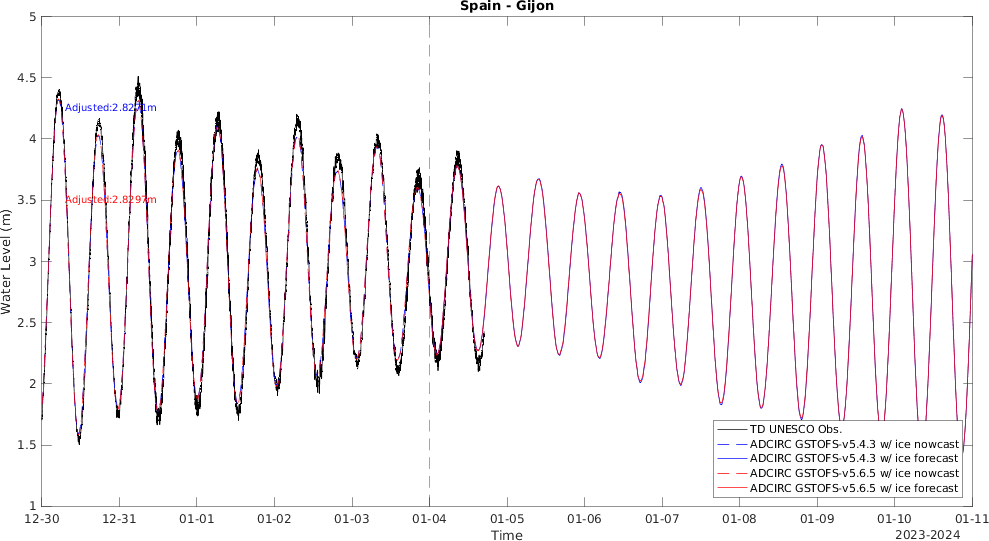 Spain - Gijon
5
4.5
4
3.5
3
2.5
2
1.5
1
Water Level (m)
Adjusted:2.8221m
Adjusted:2.8297m
TD UNESCO Obs.
ADCIRC GSTOFS-v5.4.3 w/ ice nowcast
ADCIRC GSTOFS-v5.4.3 w/ ice forecast
ADCIRC GSTOFS-v5.6.5 w/ ice nowcast
ADCIRC GSTOFS-v5.6.5 w/ ice forecast
12-30 12-31 01-01 01-02 01-03 01-04 01-05 01-06 01-07 01-08 01-09 01-10 01-11
Time
2023-2024